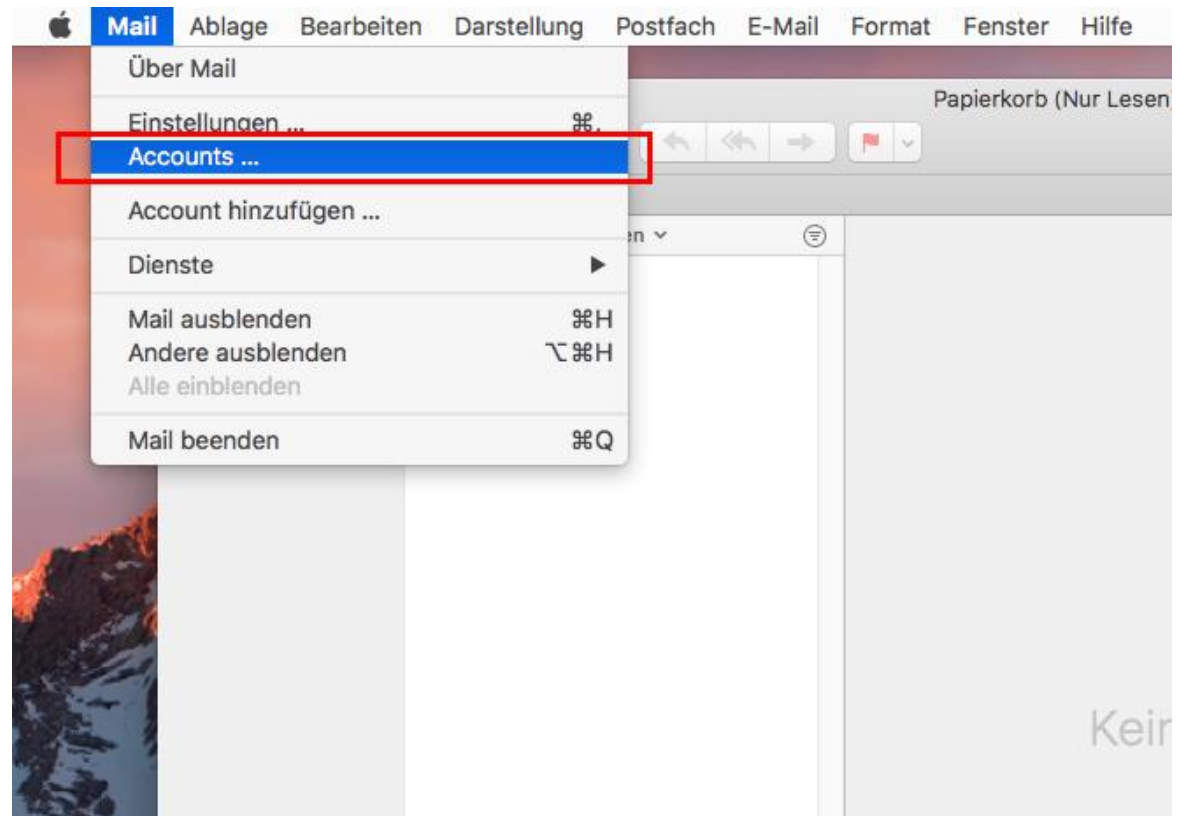 Mail Ablage Bearbeiten Darstellung Postfach E-Mail Format Fenster Hilfe
Über Mail
Papierkorb (Nur Lesen)
Einstellungen ... ⌘,
Accounts ...
Account hinzufügen ...
Dienste ▶
Mail ausblenden ⌘H
Andere ausblenden ⌥⌘H
Alle einblenden
Mail beenden ⌘Q